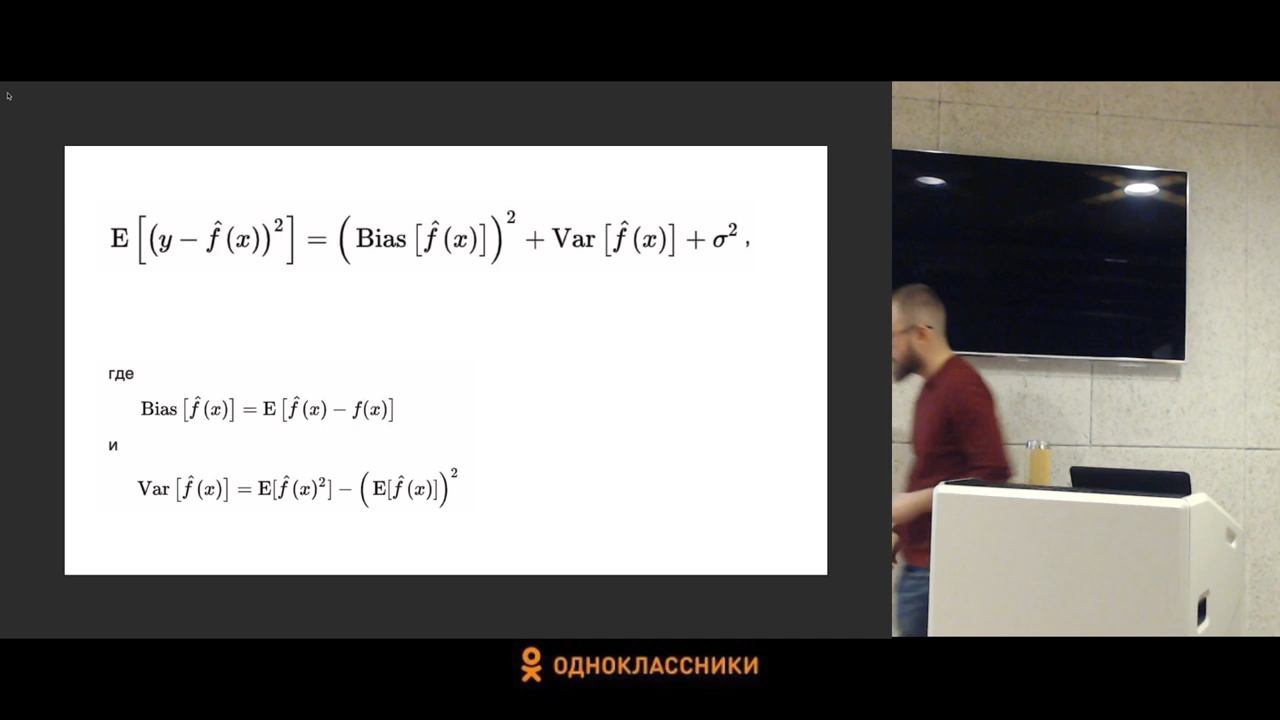 E[(y − f̂(x))²] = (Bias[f̂(x)])² + Var[f̂(x)] + σ²,
где
Bias[f̂(x)] = E[f̂(x) − f(x)]
и
Var[f̂(x)] = E[f̂(x)²] − (E[f̂(x)])²
ОДНОКЛАССНИКИ